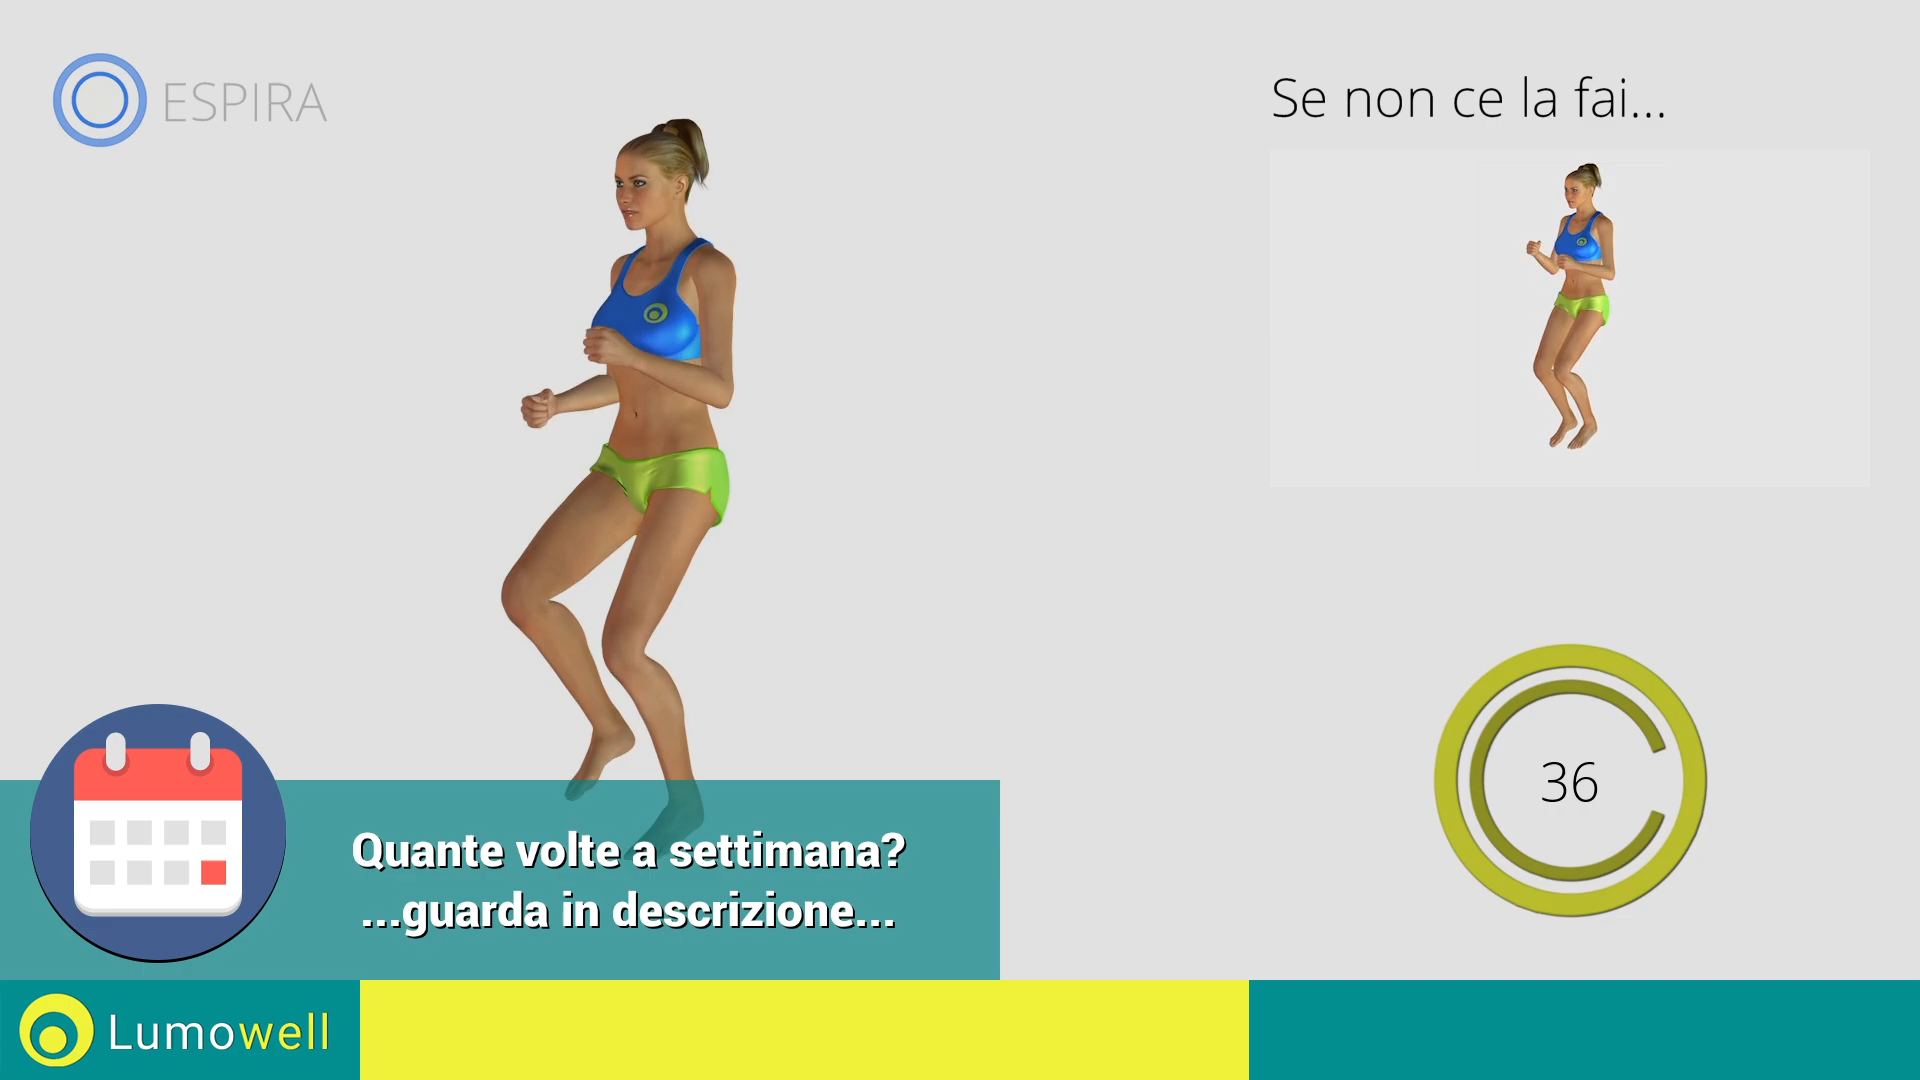 ESPIRA
Se non ce la fai...
36
Quante volte a settimana?
...guarda in descrizione...
Lumowell